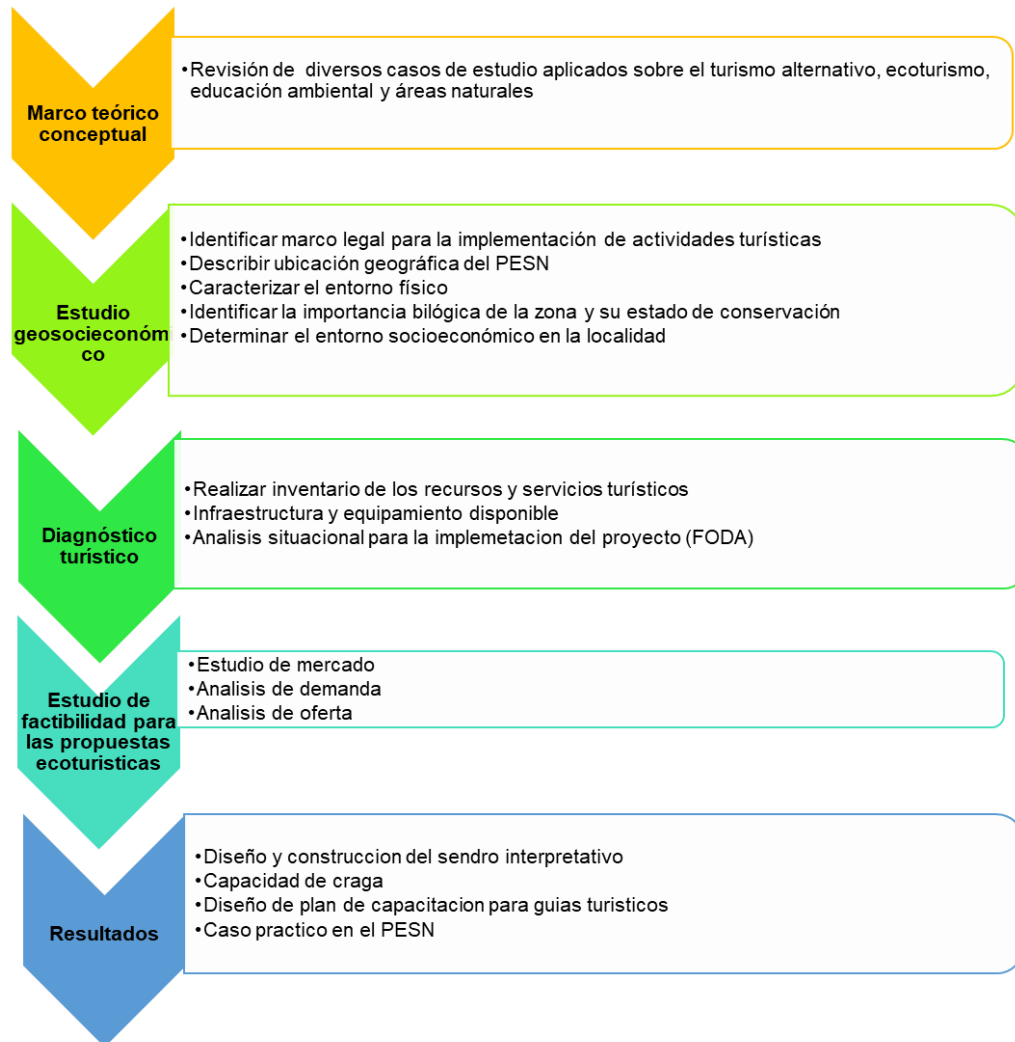 Marco teórico
conceptual
•Revisión de diversos casos de estudio aplicados sobre el turismo alternativo, ecoturismo,
educación ambiental y áreas naturales
Estudio
geosocieconómi
co
•Identificar marco legal para la implementación de actividades turísticas
•Describir ubicación geográfica del PESN
•Caracterizar el entorno físico
•Identificar la importancia bilógica de la zona y su estado de conservación
•Determinar el entorno socioeconómico en la localidad
Diagnóstico
turístico
•Realizar inventario de los recursos y servicios turísticos
•Infraestructura y equipamiento disponible
•Analisis situacional para la implemetacion del proyecto (FODA)
Estudio de
factibilidad para
las propuestas
ecoturisticas
•Estudio de mercado
•Analisis de demanda
•Analisis de oferta
Resultados
•Diseño y construccion del sendro interpretativo
•Capacidad de craga
•Diseño de plan de capacitacion para guias turisticos
•Caso practico en el PESN